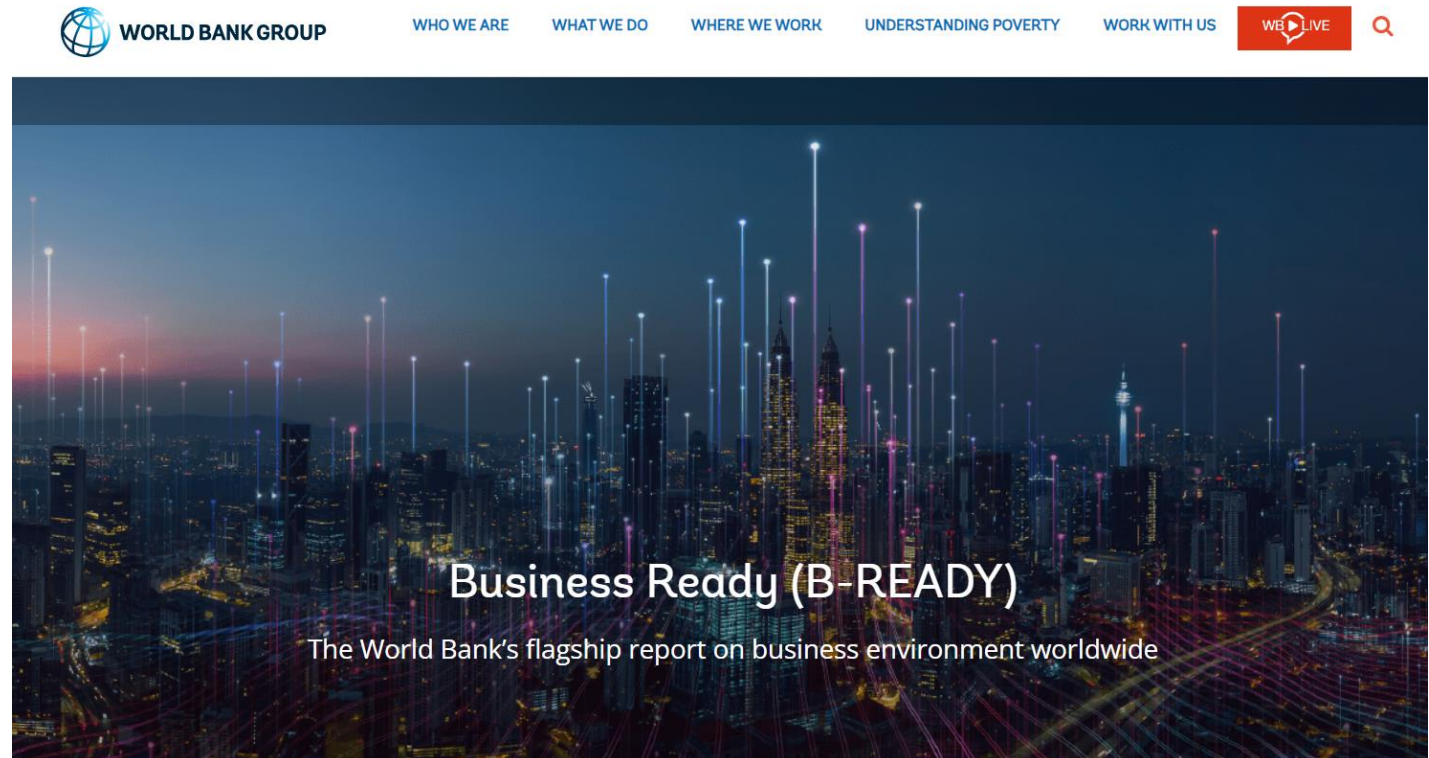 WORLD BANK GROUP
WHO WE ARE
WHAT WE DO
WHERE WE WORK
UNDERSTANDING POVERTY
WORK WITH US
WB LIVE
Business Ready (B-READY)
The World Bank’s flagship report on business environment worldwide